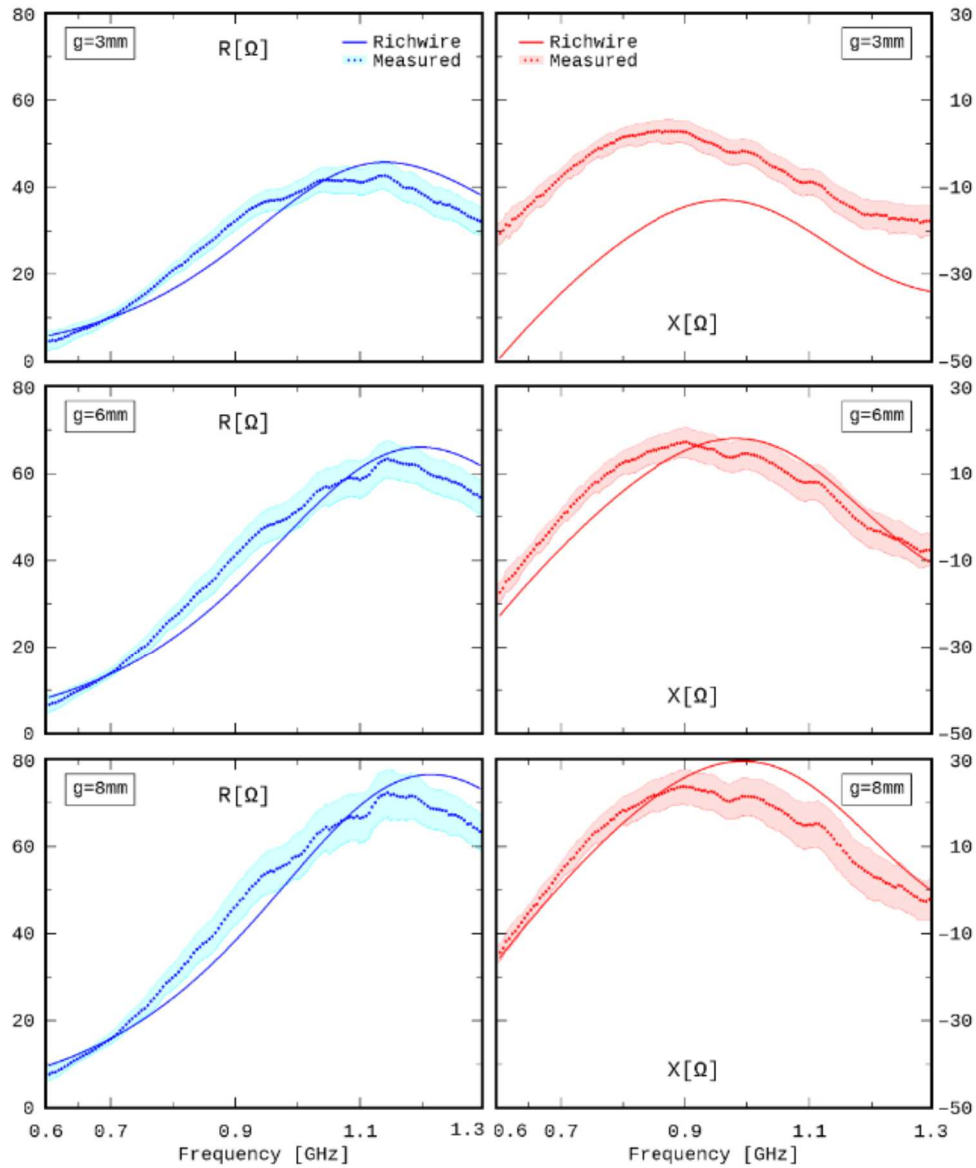 g=3mm
R[Ω]
Richwire
Measured
80
60
40
20
0
Richwire
Measured
g=3mm
X[Ω]
30
10
−10
−30
−50
g=6mm
R[Ω]
80
60
40
20
0
g=6mm
X[Ω]
30
10
−10
−30
−50
g=8mm
R[Ω]
80
60
40
20
0
0.6 0.7 0.9 1.1 1.3
Frequency [GHz]
g=8mm
X[Ω]
30
10
−10
−30
−50
0.6 0.7 0.9 1.1 1.3
Frequency [GHz]